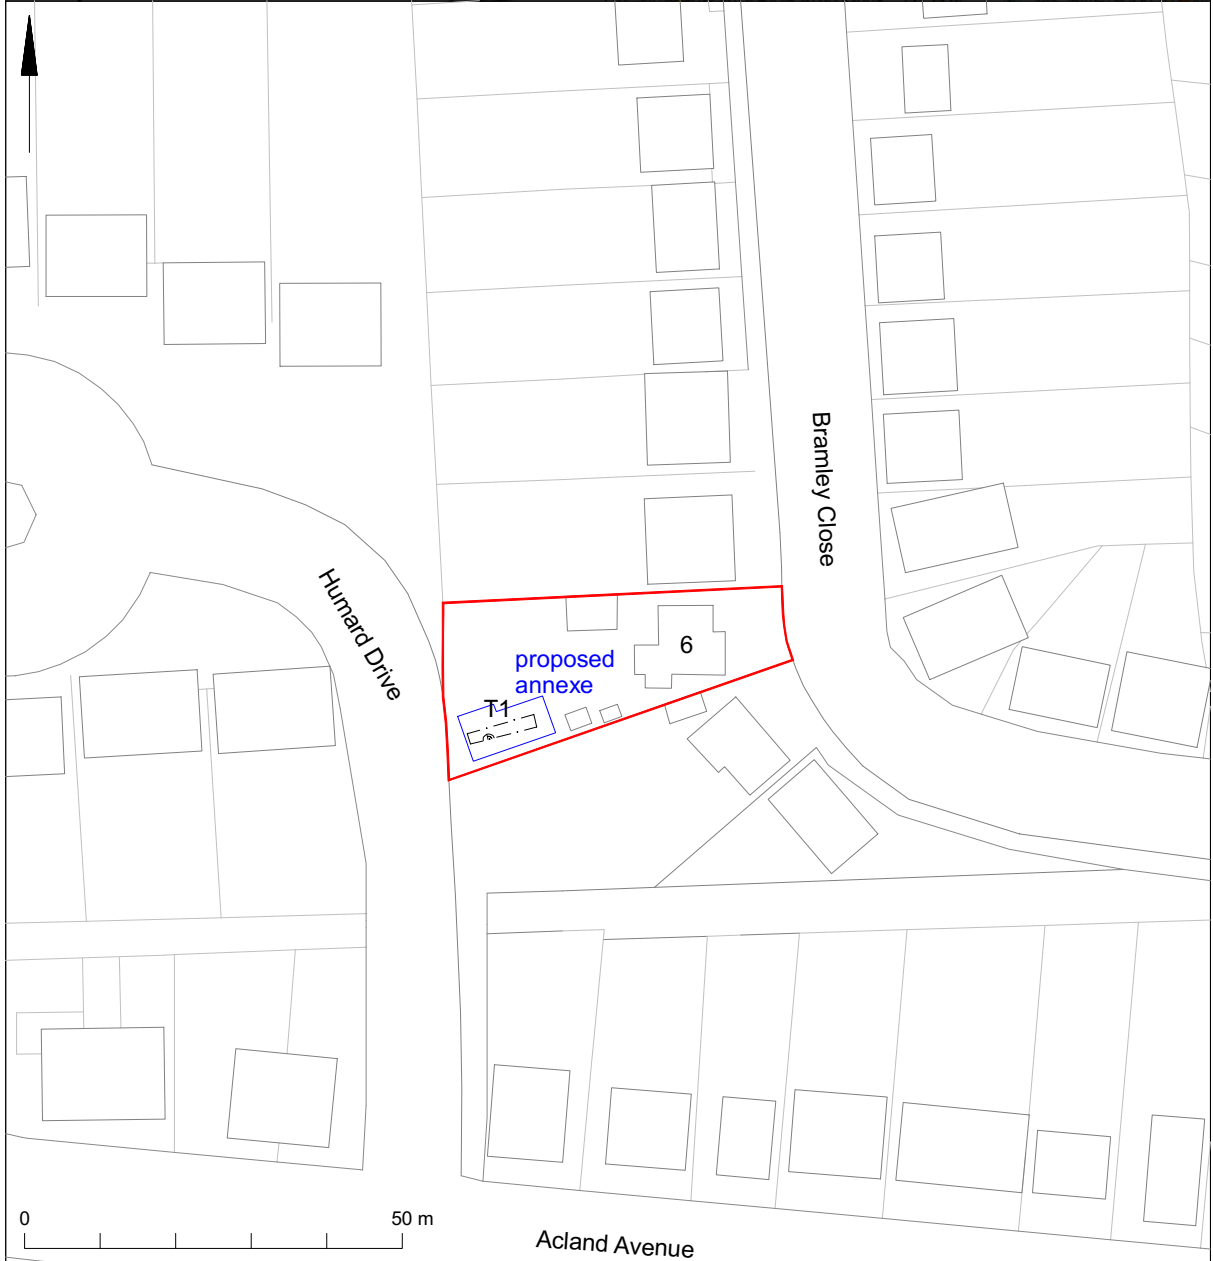 Bramley Close
Humard Drive
6
proposed
annexe
T1
0
50 m
Acland Avenue